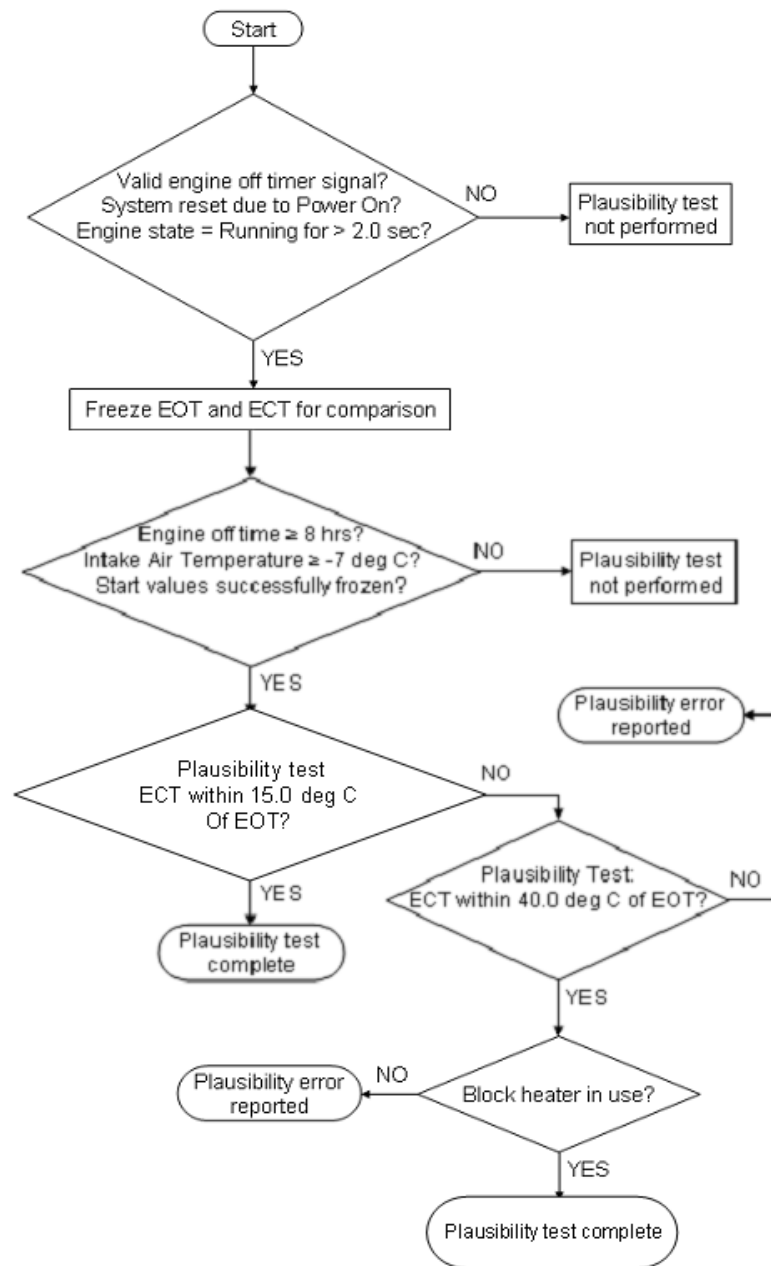 Start
Valid engine off timer signal?
System reset due to Power On?
Engine state = Running for > 2.0 sec?
NO
Plausibility test
not performed
YES
Freeze EOT and ECT for comparison
Engine off time ≥ 8 hrs?
Intake Air Temperature ≥ -7 deg C?
Start values successfully frozen?
NO
Plausibility test
not performed
YES
Plausibility error
reported
Plausibility test
ECT within 15.0 deg C
Of EOT?
NO
YES
Plausibility test
complete
Plausibility Test:
ECT within 40.0 deg C of EOT?
NO
YES
Block heater in use?
NO
Plausibility error
reported
YES
Plausibility test complete